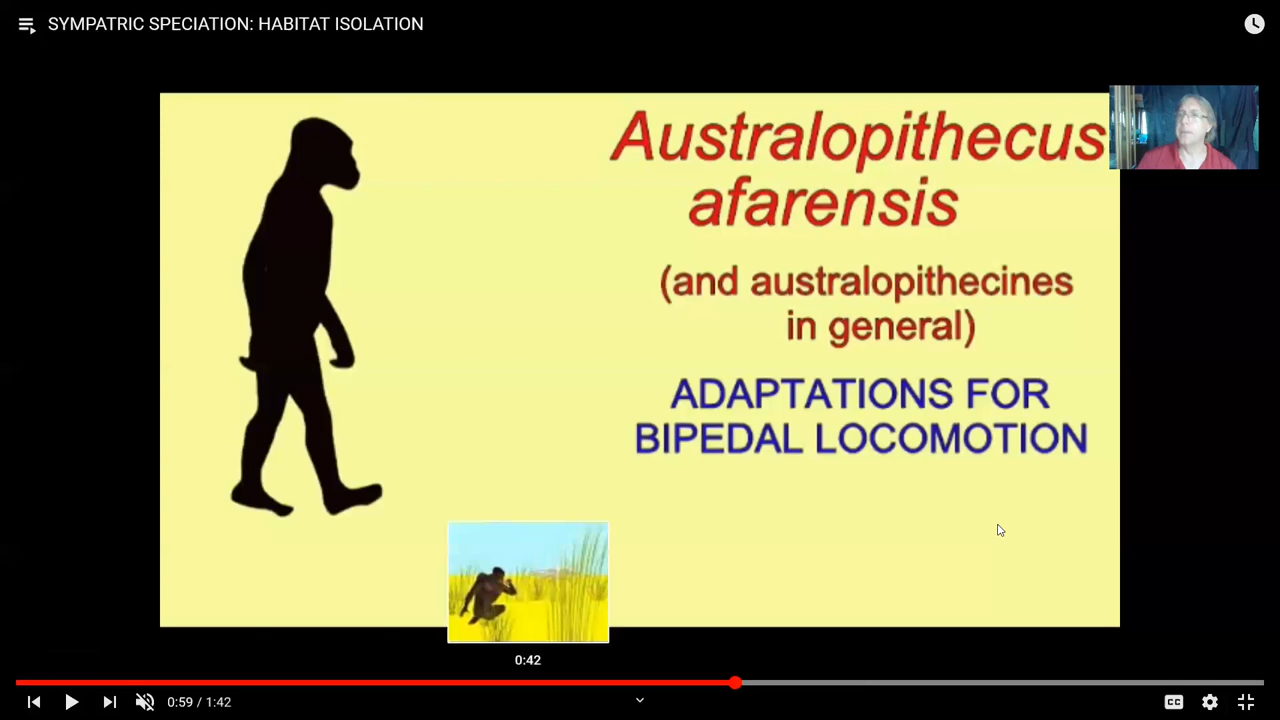 SYMPATRIC SPECIATION: HABITAT ISOLATION
Australopithecus
afarensis
(and australopithecines
in general)
ADAPTATIONS FOR
BIPEDAL LOCOMOTION
0:42
0:59 / 1:42
CC